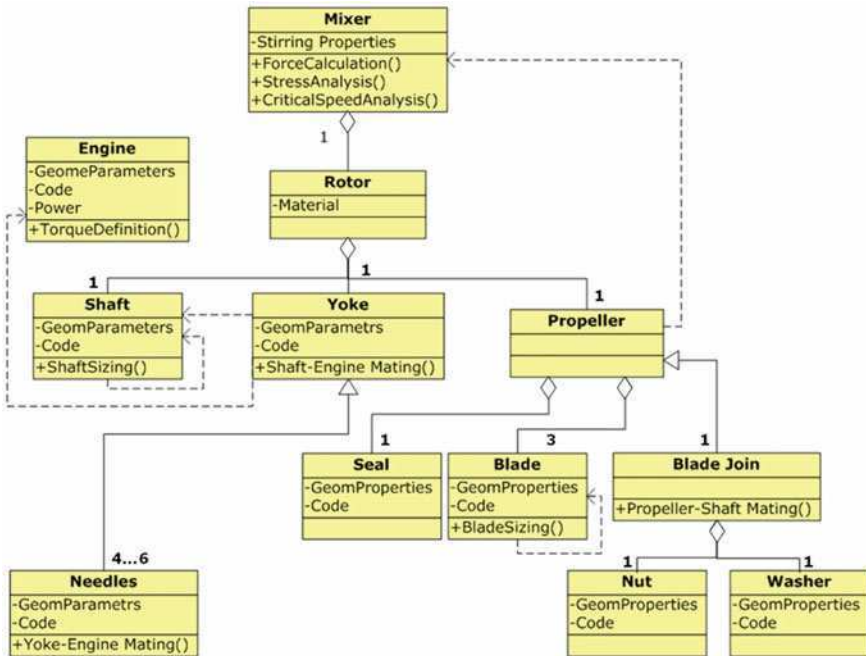 Mixer
-Stirring Properties
+ForceCalculation()
+StressAnalysis()
+CriticalSpeedAnalysis()
1
Engine
-GeomeParameters
-Code
-Power
+TorqueDefinition()
Rotor
-Material
1
1
1
Shaft
-GeomParameters
-Code
+ShaftSizing()
Yoke
-GeomParametrs
-Code
+Shaft-Engine Mating()
Propeller
1
3
1
Seal
-GeomProperties
-Code
Blade
-GeomProperties
-Code
+BladeSizing()
Blade Join
+Propeller-Shaft Mating()
4...6
1
1
Needles
-GeomParametrs
-Code
+Yoke-Engine Mating()
Nut
-GeomProperties
-Code
Washer
-GeomProperties
-Code